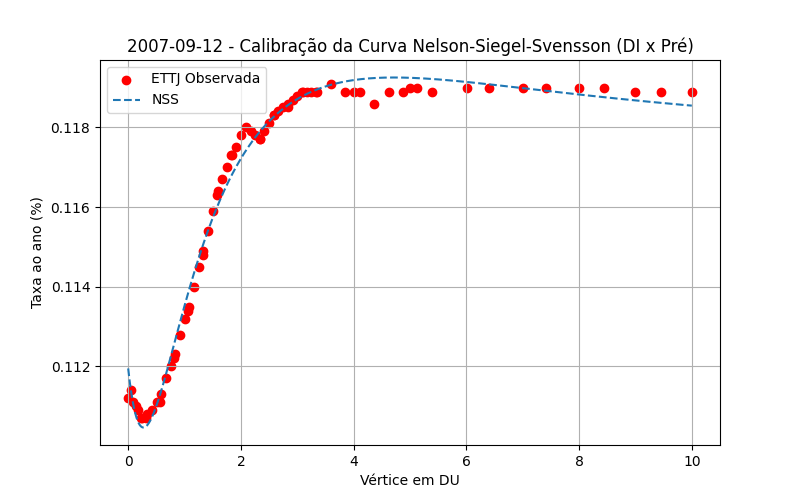 2007-09-12 - Calibração da Curva Nelson-Siegel-Svensson (DI x Pré)
ETTJ Observada
NSS
Taxa ao ano (%)
0.118
0.116
0.114
0.112
0 2 4 6 8 10
Vértice em DU